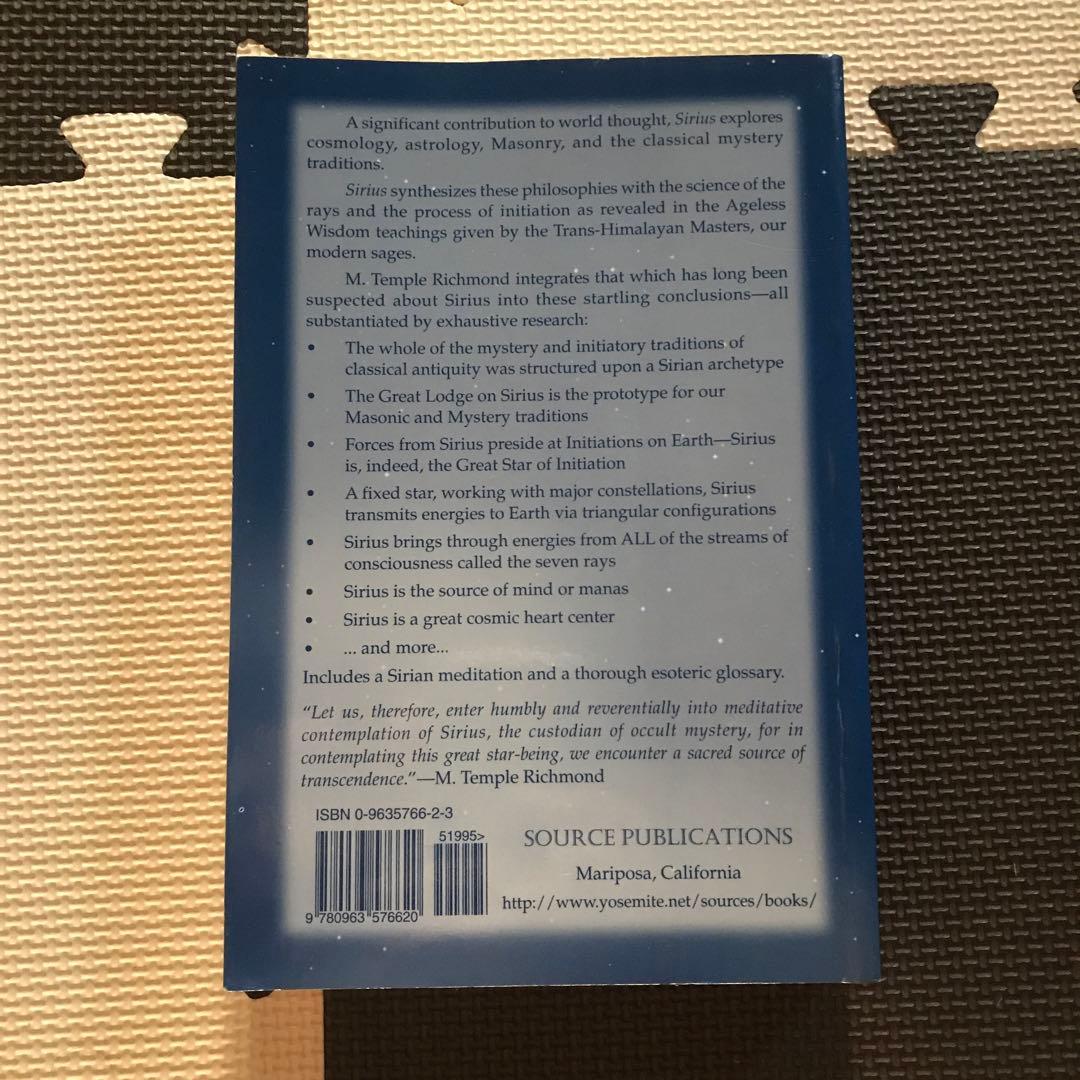 A significant contribution to world thought, Sirius explores
cosmology, astrology, Masonry, and the classical mystery
traditions.
Sirius synthesizes these philosophies with the science of the
rays and the process of initiation as revealed in the Ageless
Wisdom teachings given by the Trans-Himalayan Masters, our
modern sages.
M. Temple Richmond integrates that which has long been
suspected about Sirius into these startling conclusions—all
substantiated by exhaustive research:
• The whole of the mystery and initiatory traditions of
classical antiquity was structured upon a Sirian archetype
• The Great Lodge on Sirius is the prototype for our
Masonic and Mystery traditions
• Forces from Sirius preside at Initiations on Earth—Sirius
is, indeed, the Great Star of Initiation
• A fixed star, working with major constellations, Sirius
transmits energies to Earth via triangular configurations
• Sirius brings through energies from ALL of the streams of
consciousness called the seven rays
• Sirius is the source of mind or manas
• Sirius is a great cosmic heart center
• ... and more...
Includes a Sirian meditation and a thorough esoteric glossary.
“Let us, therefore, enter humbly and reverentially into meditative
contemplation of Sirius, the custodian of occult mystery, for in
contemplating this great star-being, we encounter a sacred source of
transcendence.”—M. Temple Richmond
ISBN 0-9635766-2-3
51995>
9 780963 576620
SOURCE PUBLICATIONS
Mariposa, California
http://www.yosemite.net/sources/books/